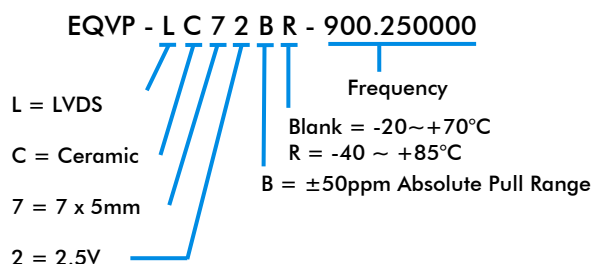 EQVP - L C 7 2 B R - 900.250000
Frequency
L = LVDS
Blank = -20~+70°C
C = Ceramic
R = -40 ~ +85°C
B = ±50ppm Absolute Pull Range
7 = 7 x 5mm
2 = 2.5V